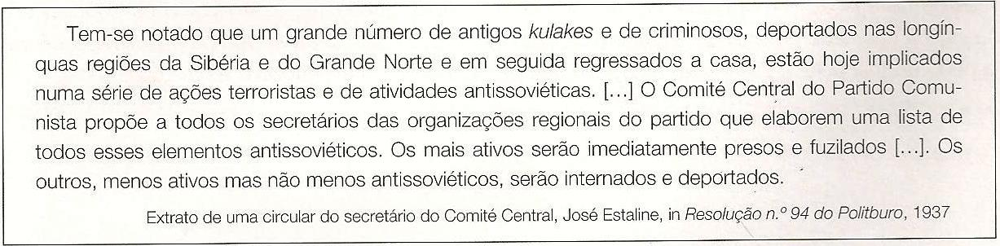 Tem-se notado que um grande número de antigos kulakes e de criminosos, deportados nas longín-
quas regiões da Sibéria e do Grande Norte e em seguida regressados a casa, estão hoje implicados
numa série de ações terroristas e de atividades antissoviéticas. [...] O Comité Central do Partido Comu-
nista propõe a todos os secretários das organizações regionais do partido que elaborem uma lista de
todos esses elementos antissoviéticos. Os mais ativos serão imediatamente presos e fuzilados [...]. Os
outros, menos ativos mas não menos antissoviéticos, serão internados e deportados.
Extrato de uma circular do secretário do Comité Central, José Estaline, in Resolução n.º 94 do Politburo, 1937